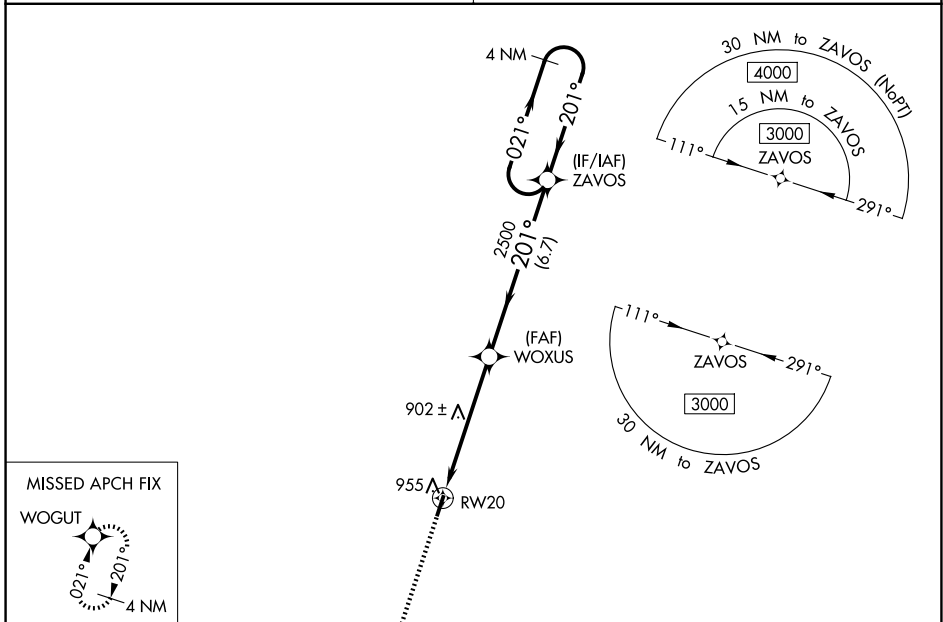 4 NM
021°
201°
(IF/IAF)
ZAVOS
2500
201°
(6.7)
(FAF)
WOXUS
902 ±
955
RW20
30 NM to ZAVOS (NoPT)
4000
15 NM to ZAVOS
3000
ZAVOS
111°
291°
111°
ZAVOS
291°
3000
30 NM to ZAVOS
MISSED APCH FIX
WOGUT
021°
201°
4 NM